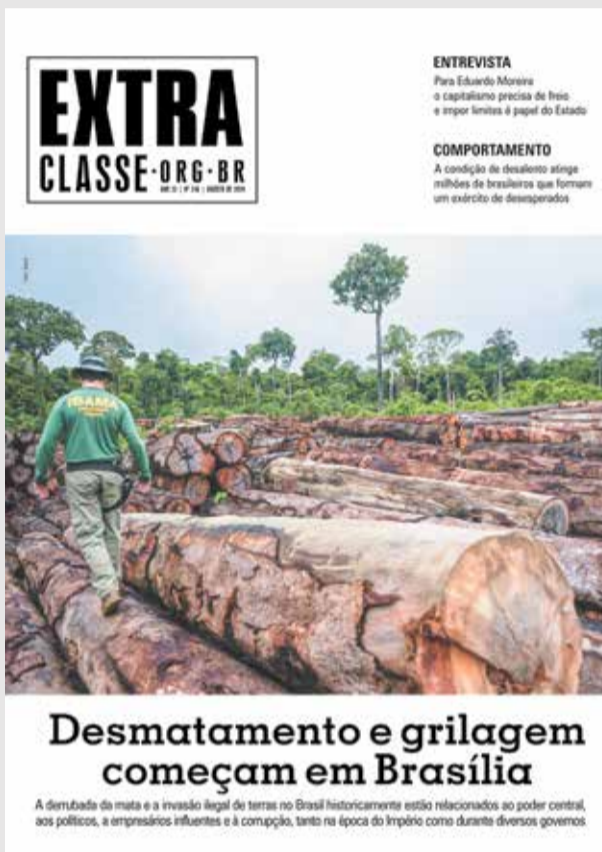 EXTRA
CLASSE·ORG·BR
ENTREVISTA
Para Eduardo Moreira
o capitalismo precisa de freio
e impor limites é papel do Estado
COMPORTAMENTO
A condição de desalento atinge
milhões de brasileiros que formam
um exército de desesperados
IBAMA
Desmatamento e grilagem
começam em Brasília
A derrubada da mata e a invasão ilegal de terras no Brasil historicamente estão relacionados ao poder central,
aos políticos, a empresários influentes e à corrupção, tanto na época do Império como durante diversos governos